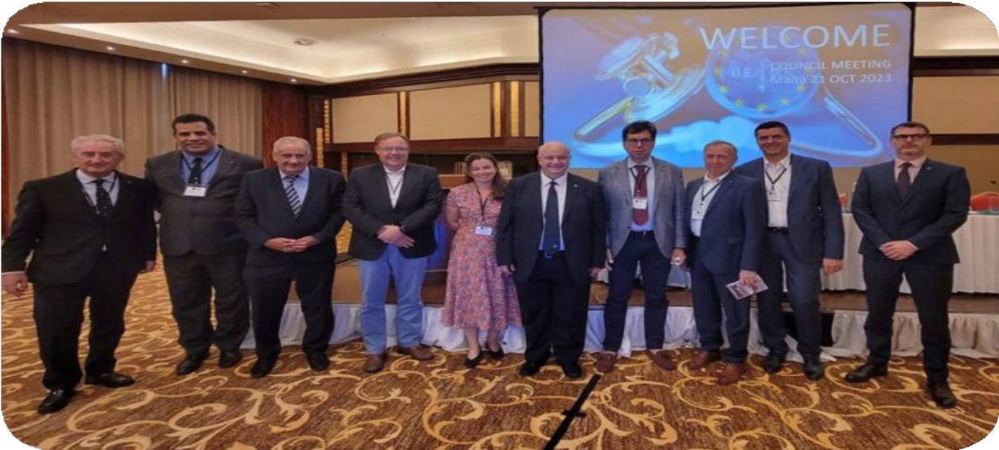 WELCOME
COUNCIL MEETING
Malta 21 OCT 2023